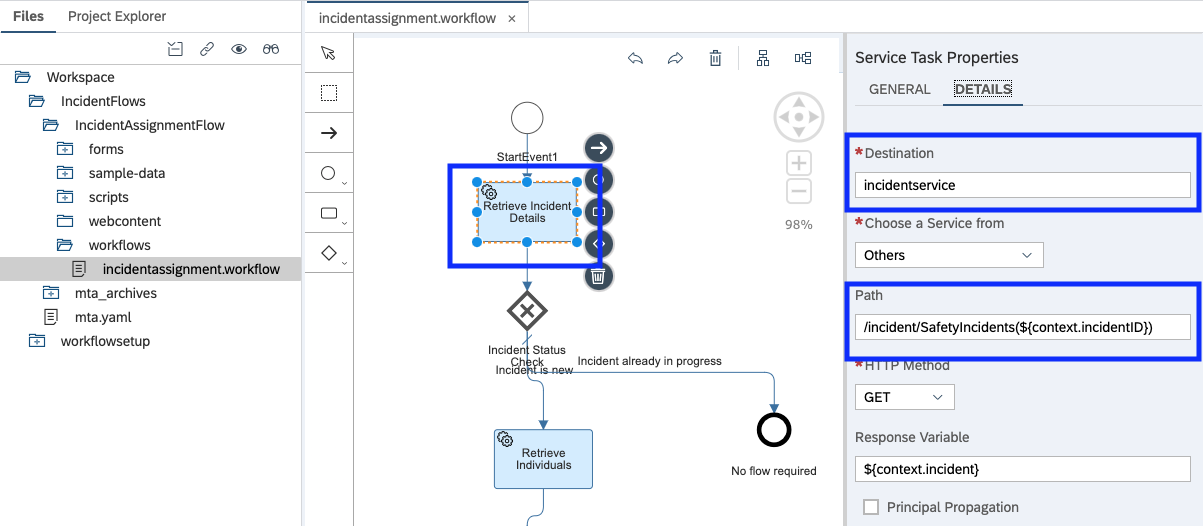 Files
Project Explorer
Workspace
IncidentFlows
IncidentAssignmentFlow
forms
sample-data
scripts
webcontent
workflows
incidentassignment.workflow
mta_archives
mta.yaml
workflowsetup
incidentassignment.workflow ×
98%
StartEvent1
Retrieve Incident
Details
Incident Status
Check
Incident is new
Incident already in progress
No flow required
Retrieve
Individuals
Service Task Properties
GENERAL
DETAILS
*Destination
incidentservice
*Choose a Service from
Others
Path
/incident/SafetyIncidents(${context.incidentID})
*HTTP Method
GET
Response Variable
${context.incident}
Principal Propagation